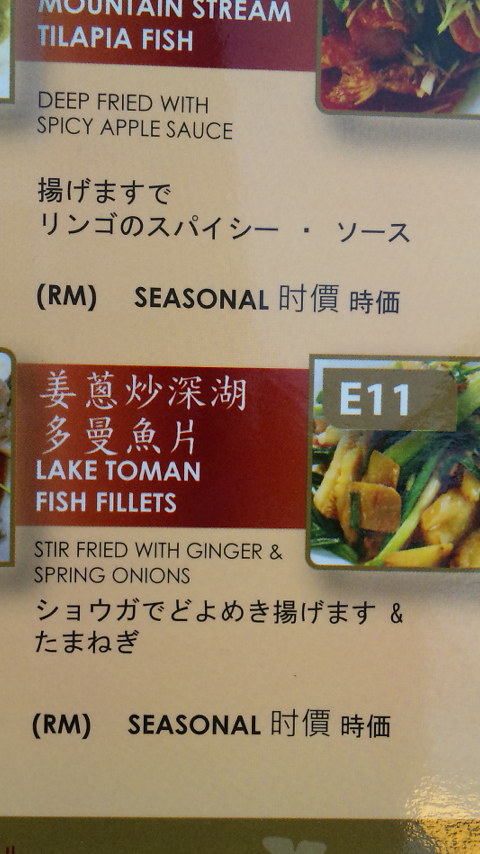 MOUNTAIN STREAM
TILAPIA FISH
DEEP FRIED WITH
SPICY APPLE SAUCE
揚げますで
リンゴのスパイシー ・ ソース
(RM) SEASONAL 时價 時価
姜蔥炒深湖
多曼魚片
LAKE TOMAN
FISH FILLETS
E11
STIR FRIED WITH GINGER &
SPRING ONIONS
ショウガでどよめき揚げます &
たまねぎ
(RM) SEASONAL 时價 時価